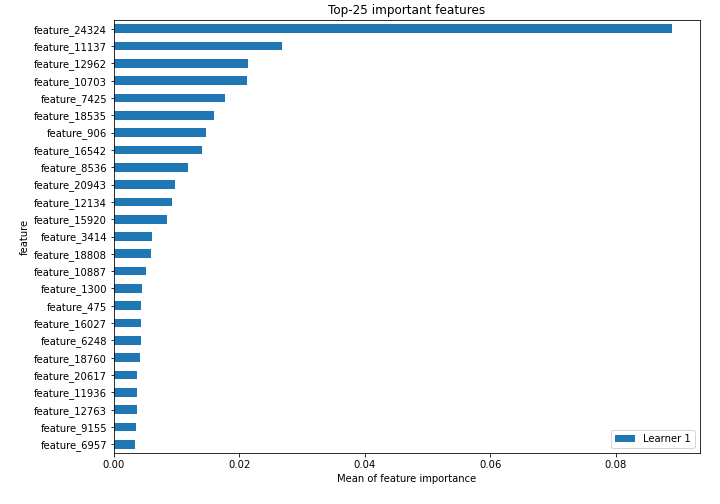 Top-25 important features
feature_24324
feature_11137
feature_12962
feature_10703
feature_7425
feature_18535
feature_906
feature_16542
feature_8536
feature_20943
feature_12134
feature_15920
feature_3414
feature_18808
feature_10887
feature_1300
feature_475
feature_16027
feature_6248
feature_18760
feature_20617
feature_11936
feature_12763
feature_9155
feature_6957
feature
Learner 1
0.00 0.02 0.04 0.06 0.08
Mean of feature importance